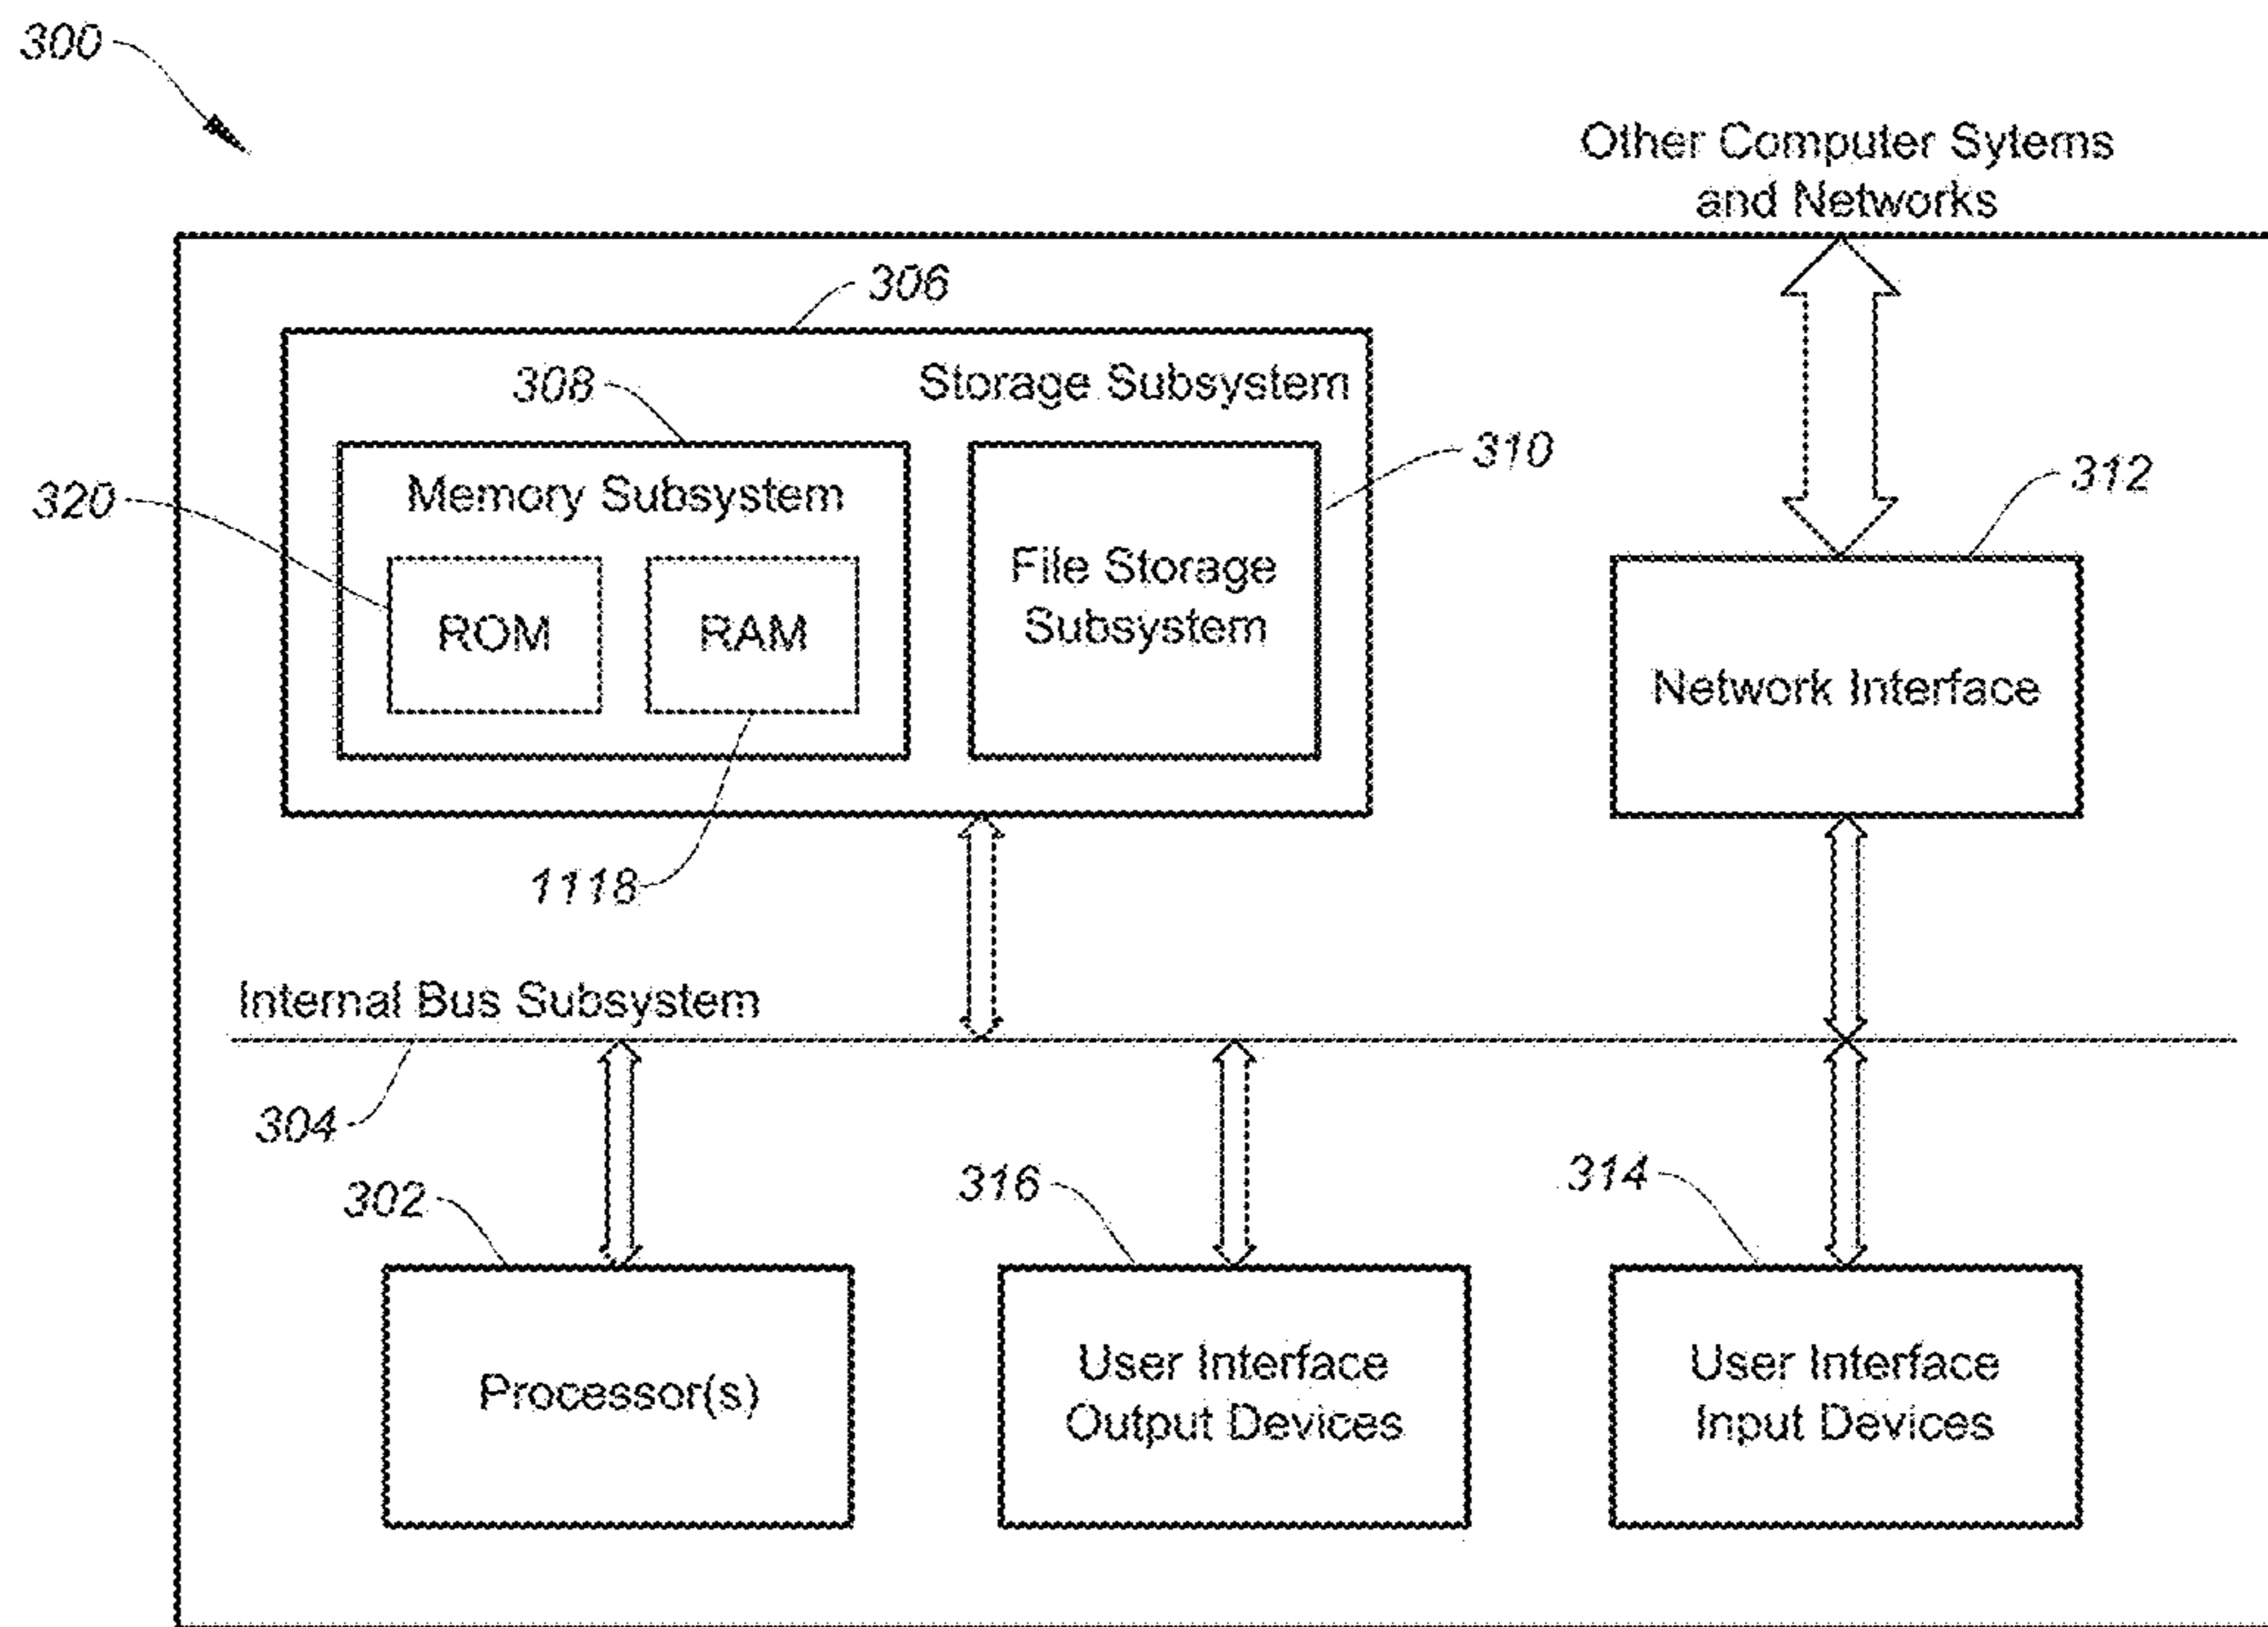 300
Other Computer Sytems
and Networks
306
308
Storage Subsystem
310
320
Memory Subsystem
312
File Storage
Subsystem
ROM
RAM
Network Interface
1118
Internal Bus Subsystem
304
302
316
314
Processor(s)
User Interface
Output Devices
User Interface
Input Devices